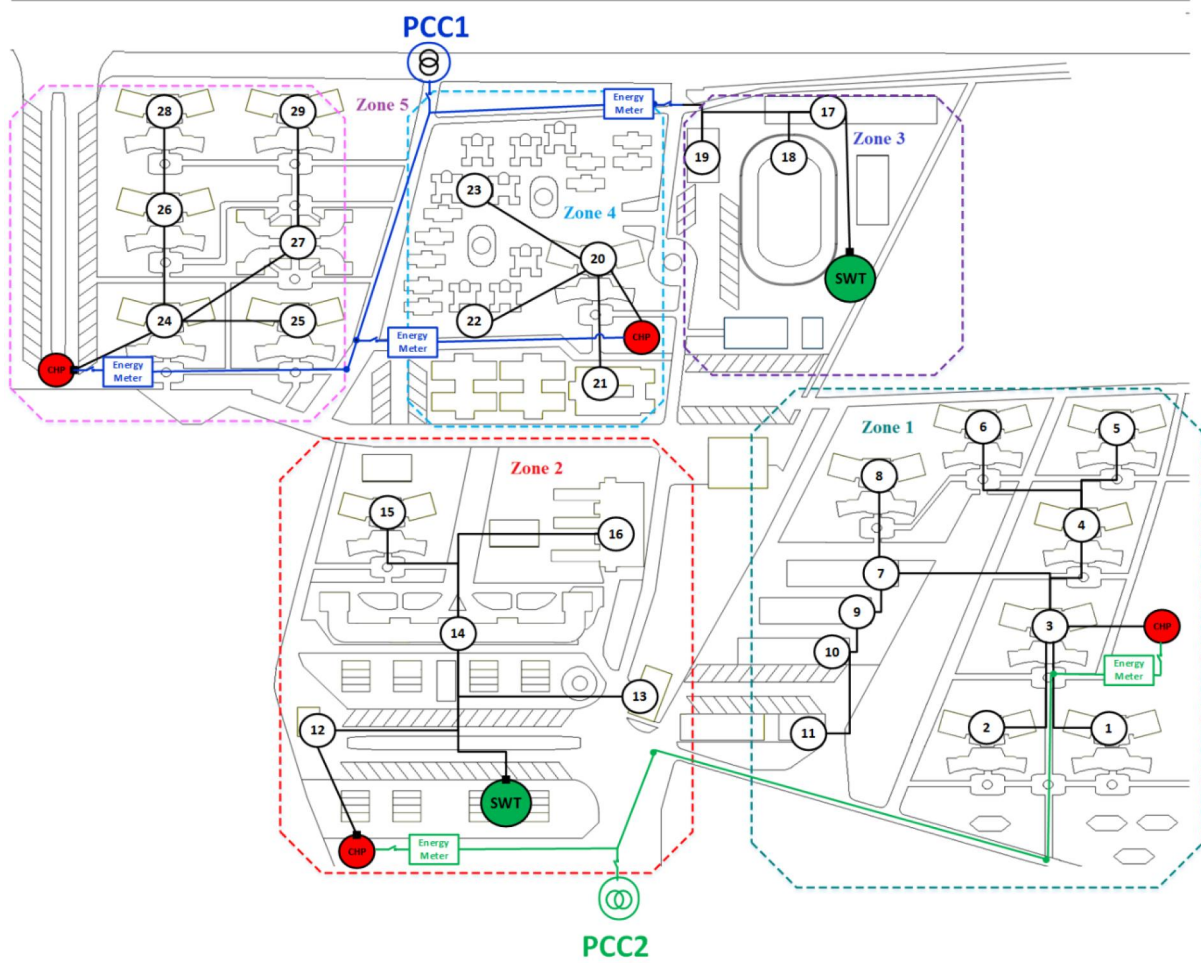 PCC1
28
29
Zone 5
Energy
Meter
17
Zone 3
19
18
23
26
Zone 4
27
20
SWT
24
25
22
Energy
Meter
CHP
CHP
Energy
Meter
21
6
5
Zone 1
Zone 2
8
15
4
16
7
9
3
CHP
14
10
Energy
Meter
13
12
11
2
1
SWT
CHP
Energy
Meter
PCC2